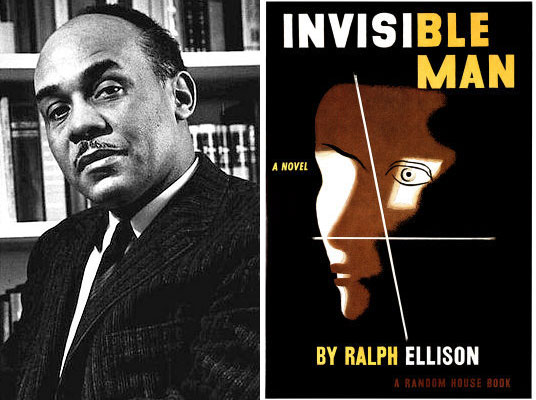 INVISIBLE
MAN
A NOVEL
BY RALPH ELLISON
A RANDOM HOUSE BOOK